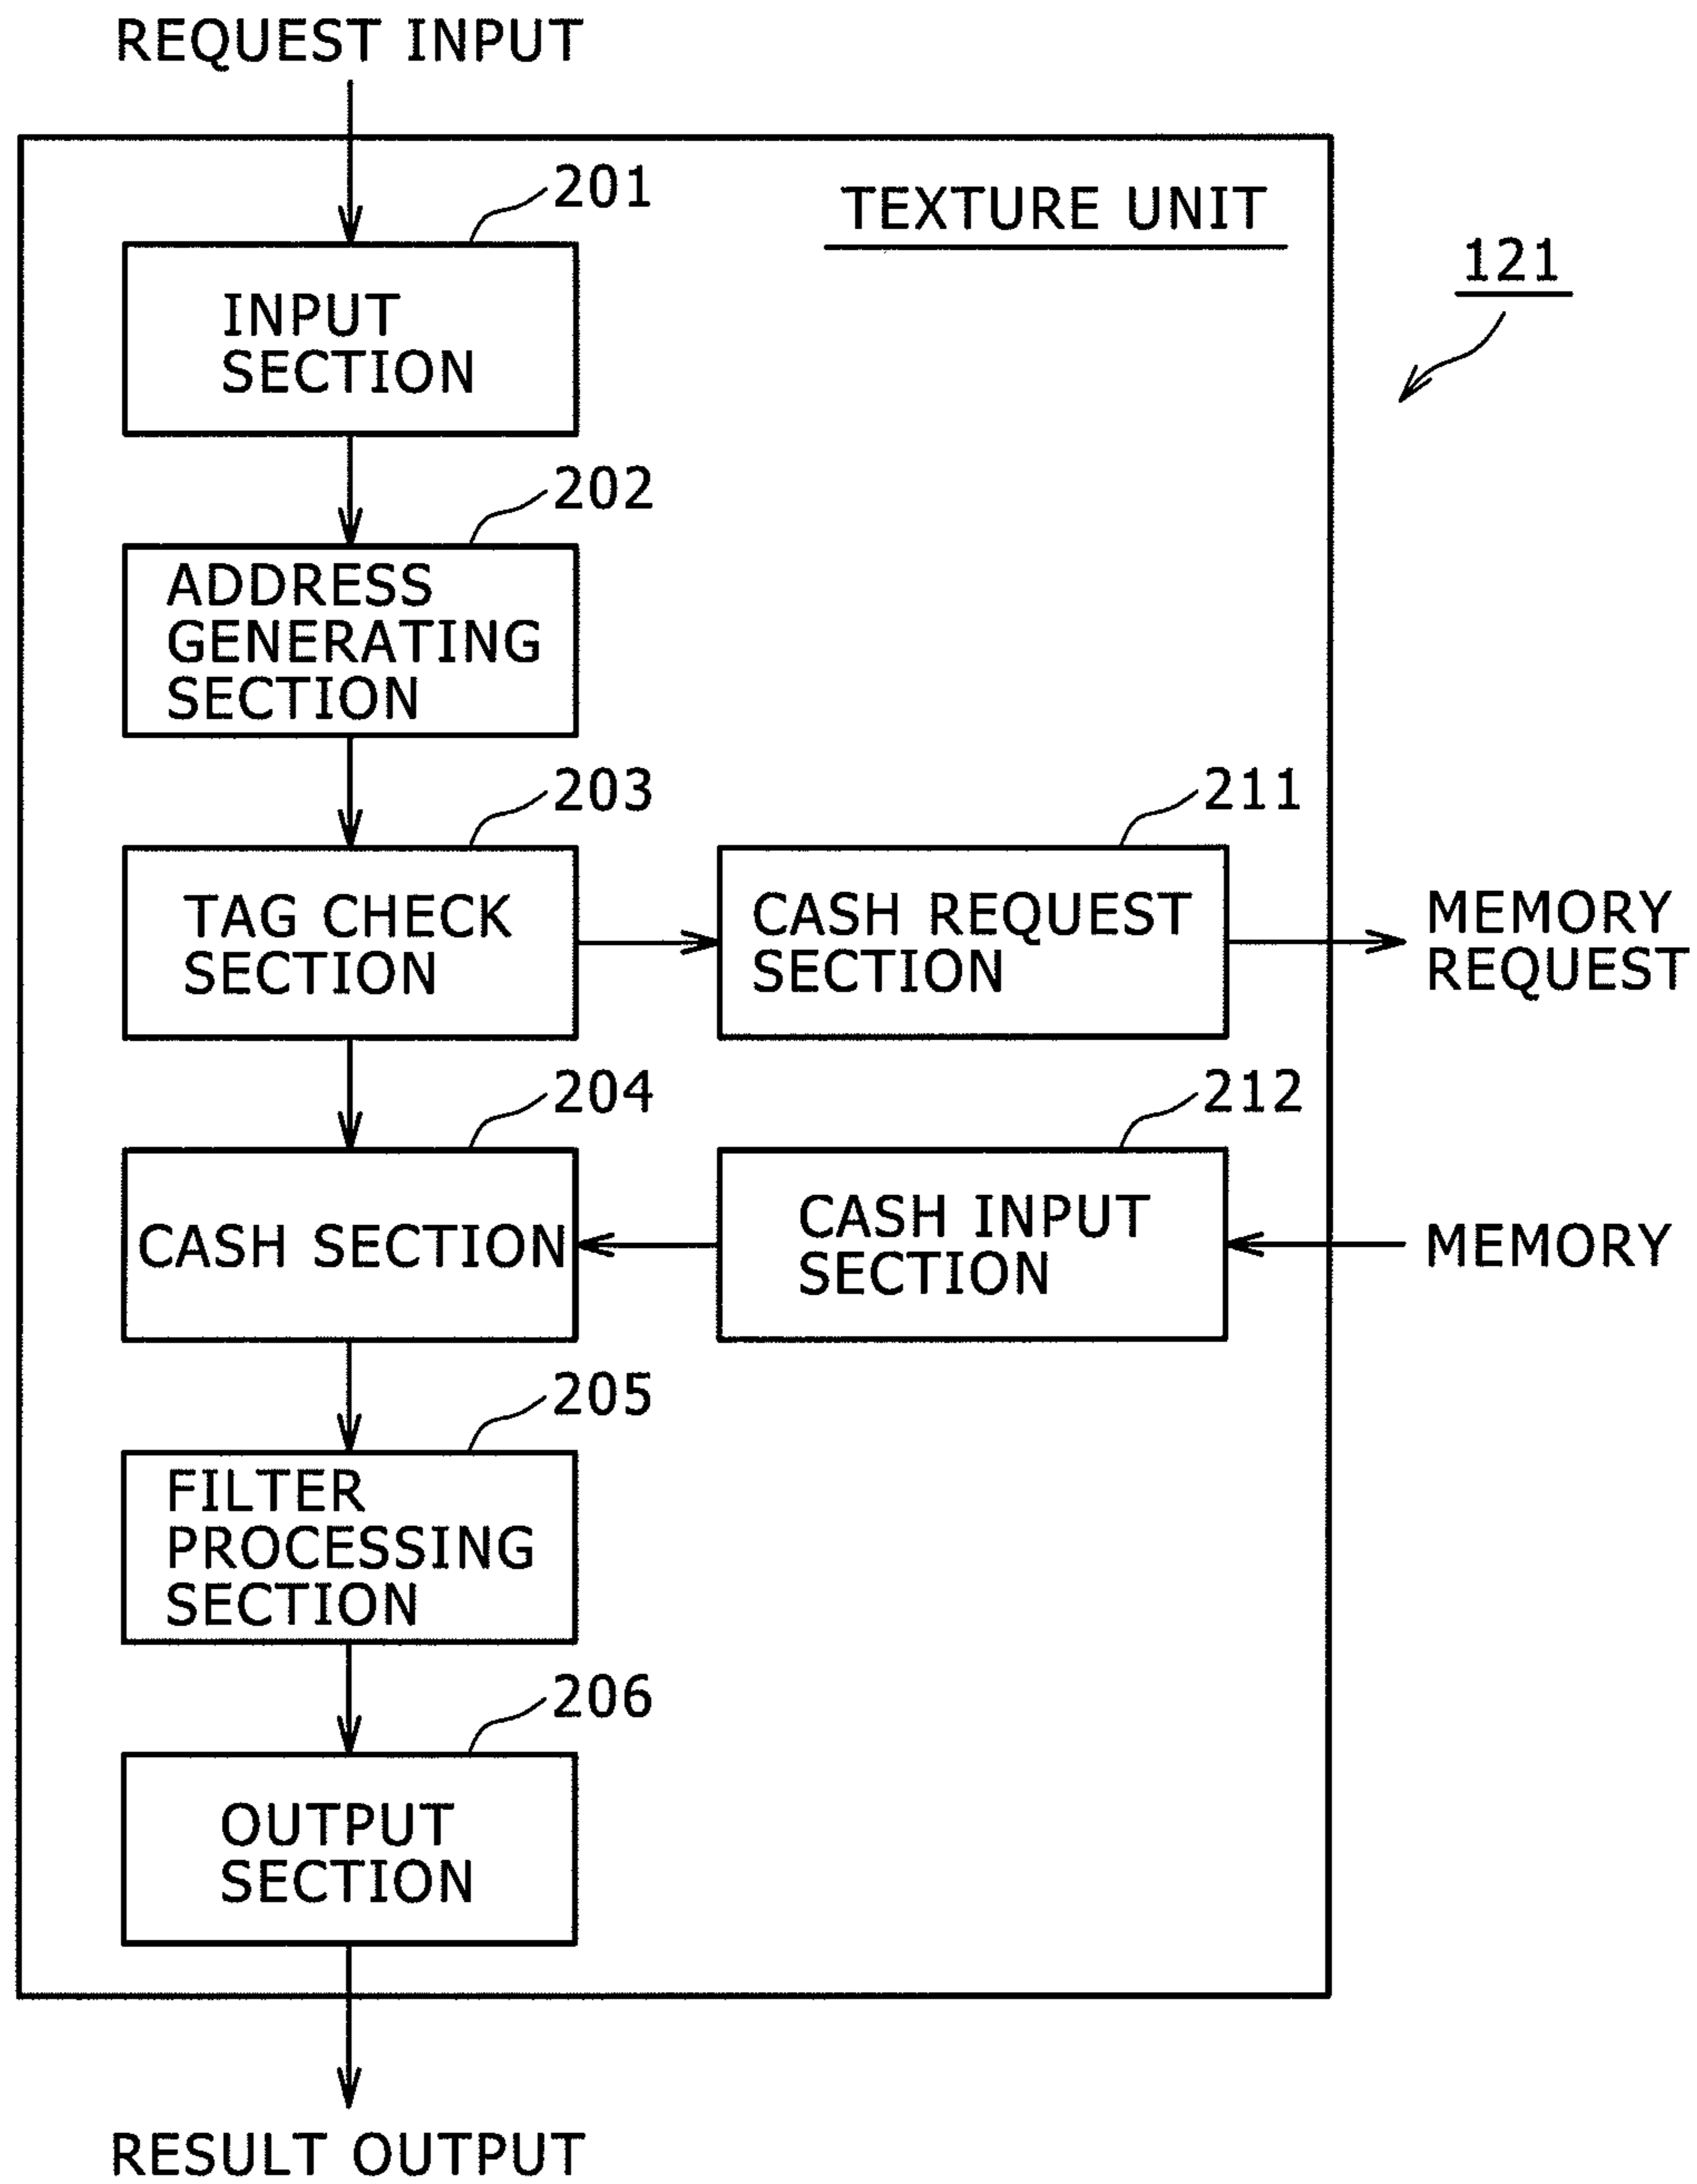 REQUEST INPUT
201
TEXTURE UNIT
121
INPUT
SECTION
202
ADDRESS
GENERATING
SECTION
203
211
TAG CHECK
SECTION
CASH REQUEST
SECTION
MEMORY
REQUEST
204
212
CASH SECTION
CASH INPUT
SECTION
MEMORY
205
FILTER
PROCESSING
SECTION
206
OUTPUT
SECTION
RESULT OUTPUT